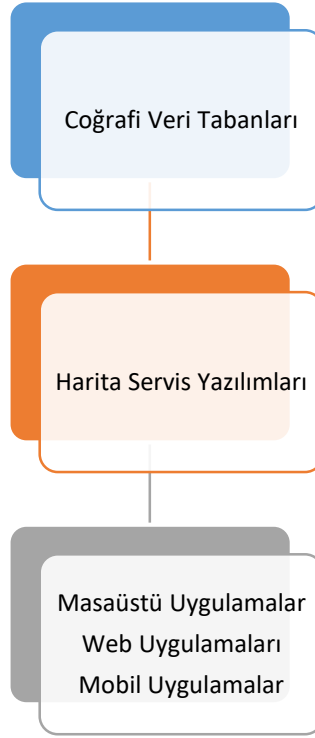 Coğrafi Veri Tabanları
Harita Servis Yazılımları
Masaüstü Uygulamalar
Web Uygulamaları
Mobil Uygulamalar